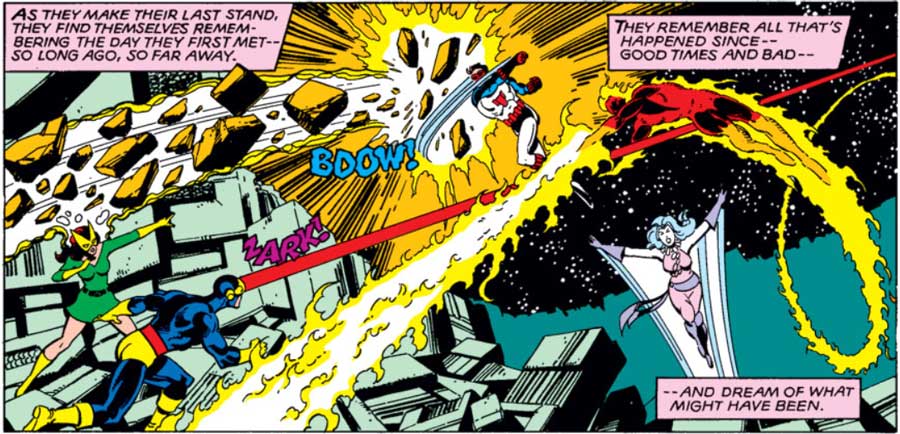 AS THEY MAKE THEIR LAST STAND,
THEY FIND THEMSELVES REMEM-
BERING THE DAY THEY FIRST MET--
SO LONG AGO, SO FAR AWAY.
THEY REMEMBER ALL THAT'S
HAPPENED SINCE--
GOOD TIMES AND BAD--
BDOW!
ZARK!
--AND DREAM OF WHAT
MIGHT HAVE BEEN.